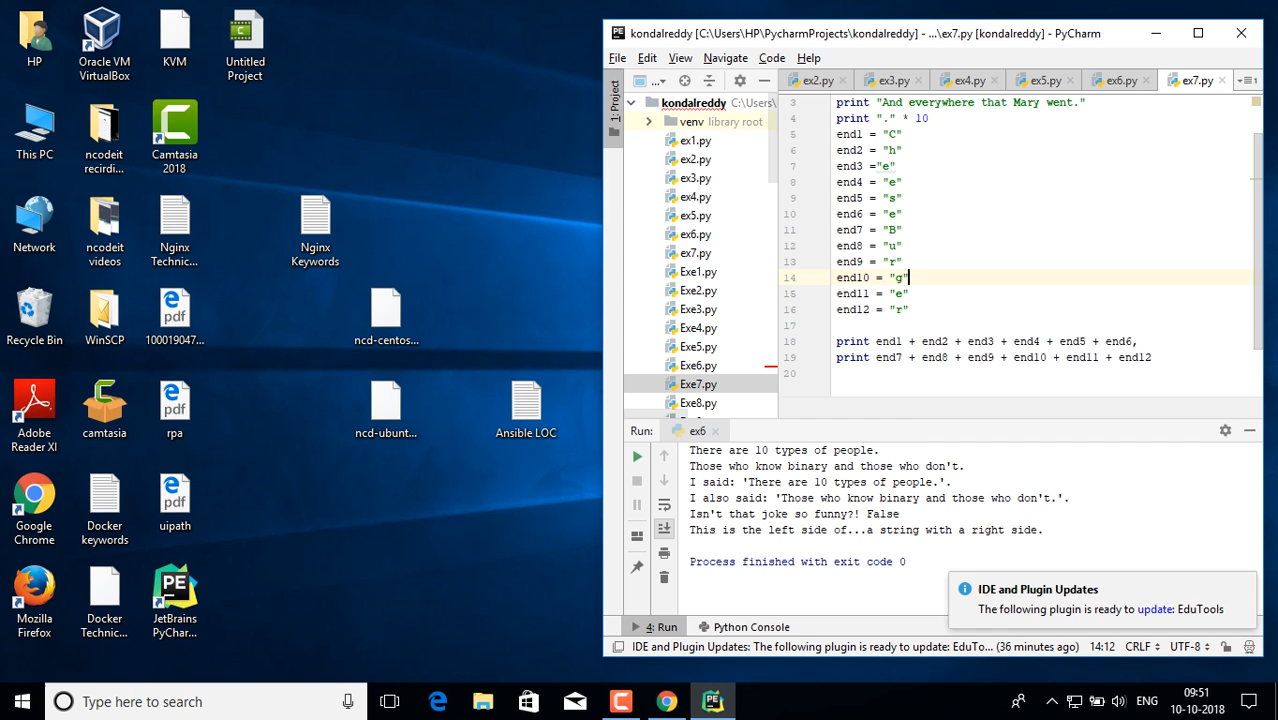 HP
Oracle VM
VirtualBox
KVM
Untitled
Project
This PC
ncodeit
recirdi...
Camtasia
2018
Network
ncodeit
videos
Nginx
Technic...
Nginx
Keywords
Recycle Bin
WinSCP
pdf
100019047...
ncd-centos...
Adobe
Reader XI
camtasia
pdf
rpa
ncd-ubunt...
Ansible LOC
Google
Chrome
Docker
keywords
pdf
uipath
Mozilla
Firefox
Docker
Technic...
PE
JetBrains
PyChar...
PE
kondalreddy [C:\Users\HP\PycharmProjects\kondalreddy] - ...\ex7.py [kondalreddy] - PyCharm
File Edit View Navigate Code Help
1: Project
...
ex2.py ex3.py ex4.py ex5.py ex6.py ex7.py
1
kondalreddy C:\Users\
venv library root
ex1.py
ex2.py
ex3.py
ex4.py
ex5.py
ex6.py
ex7.py
Exe1.py
Exe2.py
Exe3.py
Exe4.py
Exe5.py
Exe6.py
Exe7.py
Exe8.py
3 print "And everywhere that Mary went."
4 print "." * 10
5 end1 = "C"
6 end2 = "h"
7 end3 ="e"
8 end4 = "e"
9 end5 = "s"
10 end6 = "e"
11 end7 = "B"
12 end8 = "u"
13 end9 = "r"
14 end10 = "g"
15 end11 = "e"
16 end12 = "r"
17
18 print end1 + end2 + end3 + end4 + end5 + end6,
19 print end7 + end8 + end9 + end10 + end11 + end12
20
Run: ex6
There are 10 types of people.
Those who know binary and those who don't.
I said: 'There are 10 types of people.'.
I also said: 'Those who know binary and those who don't.'.
Isn't that joke so funny?! False
This is the left side of...a string with a right side.
Process finished with exit code 0
IDE and Plugin Updates
The following plugin is ready to update: EduTools
4: Run Python Console
IDE and Plugin Updates: The following plugin is ready to update: EduTo... (36 minutes ago) 14:12 CRLF UTF-8
Type here to search
PE
ENG
09:51
10-10-2018